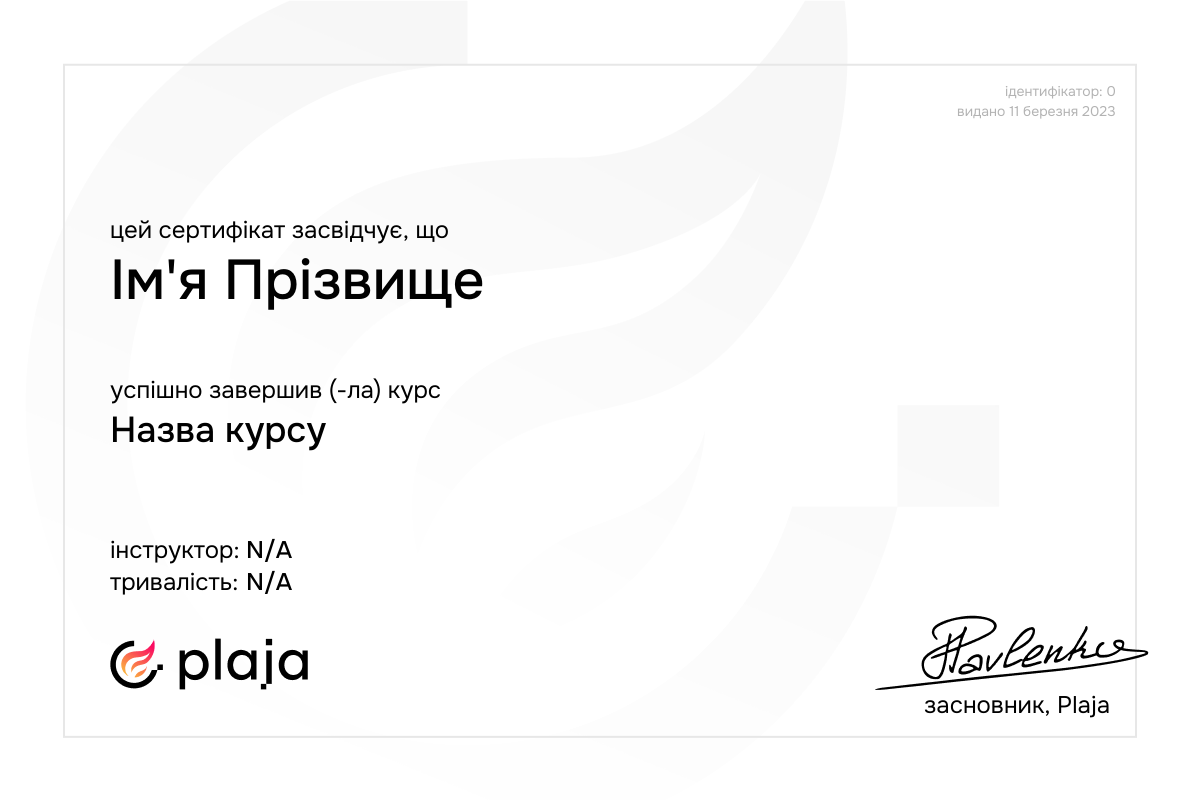 ідентифікатор: 0
видано 11 березня 2023
цей сертифікат засвідчує, що
Ім'я Прізвище
успішно завершив (-ла) курс
Назва курсу
інструктор: N/A
тривалість: N/A
plaja
Pavlenko
засновник, Plaja